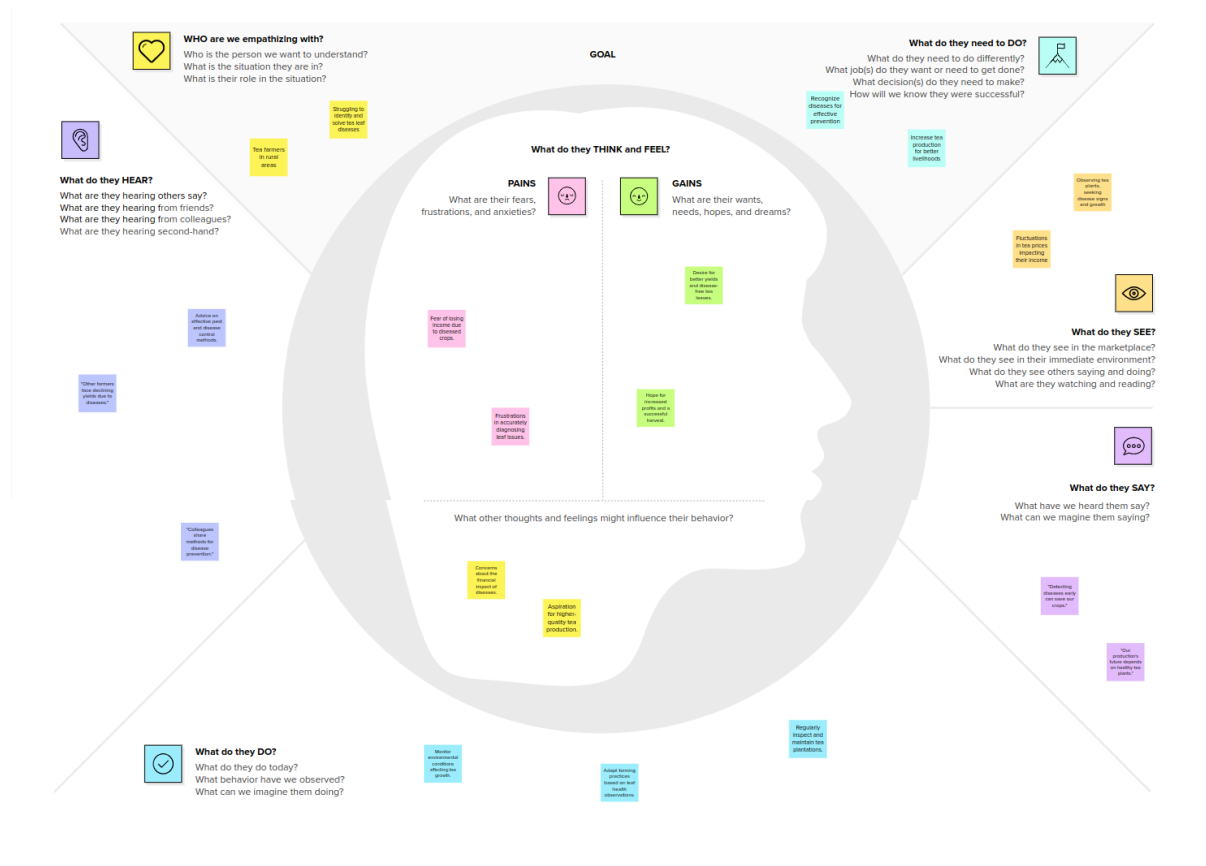 WHO are we empathizing with?
Who is the person we want to understand?
What is the situation they are in?
What is their role in the situation?
Struggling to
identify and
solve tea leaf
diseases
Tea farmers
in rural
areas
GOAL
What do they need to DO?
What do they need to do differently?
What job(s) do they want or need to get done?
What decision(s) do they need to make?
How will we know they were successful?
Recognize
diseases for
effective
prevention
Increase tea
production
for better
livelihoods
What do they HEAR?
What are they hearing others say?
What are they hearing from friends?
What are they hearing from colleagues?
What are they hearing second-hand?
Advice on
effective pest
and disease
control
methods.
"Other farmers
face declining
yields due to
diseases."
"Colleagues
share
methods for
disease
prevention."
What do they THINK and FEEL?
PAINS
What are their fears,
frustrations, and anxieties?
Fear of losing
income due
to diseased
crops.
Frustrations
in accurately
diagnosing
leaf issues.
GAINS
What are their wants,
needs, hopes, and dreams?
Desire for
better yields
and disease-
free tea
leaves.
Hope for
increased
profits and a
successful
harvest.
What other thoughts and feelings might influence their behavior?
Concerns
about the
financial
impact of
diseases.
Aspiration
for higher-
quality tea
production.
Observing tea
plants,
seeking
disease signs
and growth
Fluctuations
in tea prices
impacting
their income
What do they SEE?
What do they see in the marketplace?
What do they see in their immediate environment?
What do they see others saying and doing?
What are they watching and reading?
What do they SAY?
What have we heard them say?
What can we magine them saying?
"Detecting
diseases early
can save our
crops."
"Our
production's
future depends
on healthy tea
plants."
What do they DO?
What do they do today?
What behavior have we observed?
What can we imagine them doing?
Monitor
environmental
conditions
affecting tea
growth.
Adapt farming
practices
based on leaf
health
observations
Regularly
inspect and
maintain tea
plantations.